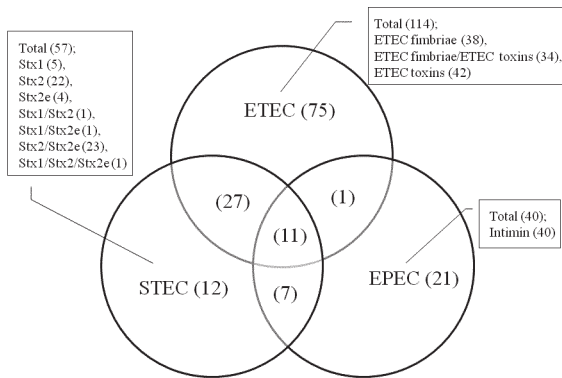 Total (57);
Stx1 (5),
Stx2 (22),
Stx2e (4),
Stx1/Stx2 (1),
Stx1/Stx2e (1),
Stx2/Stx2e (23),
Stx1/Stx2/Stx2e (1)
Total (114);
ETEC fimbriae (38),
ETEC fimbriae/ETEC toxins (34),
ETEC toxins (42)
ETEC (75)
(27)
(1)
(11)
Total (40);
Intimin (40)
STEC (12)
(7)
EPEC (21)